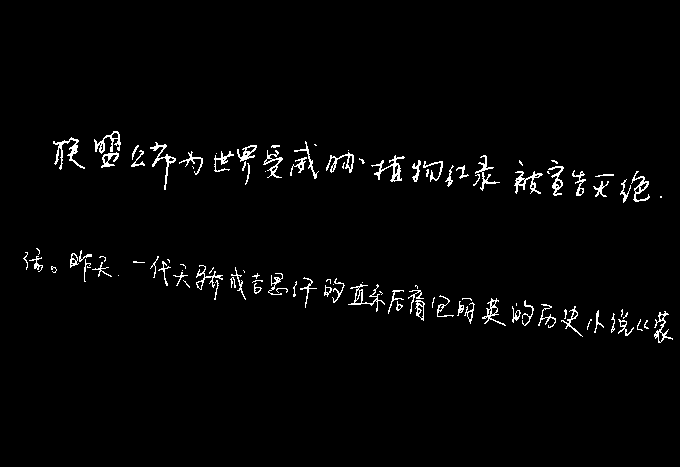 联盟公布为世界受威胁植物红录被宣告灭绝.
活。昨天,一代天骄成吉思汗的直系后裔包丽英的历史小说《蒙